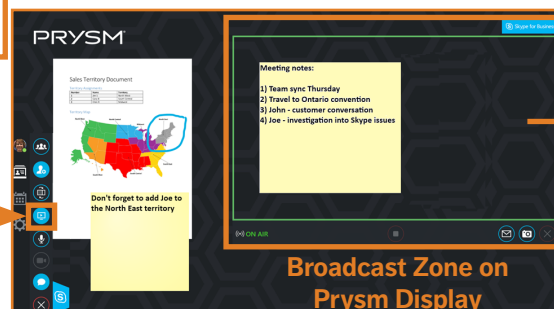 PRYSM
Skype for Business
Sales Territory Document
Meeting notes:
1) Team sync Thursday
2) Travel to Ontario convention
3) John - customer conversation
4) Joe - investigation into Skype issues
Don't forget to add Joe to
the North East territory
ON AIR
Broadcast Zone on
Prysm Display